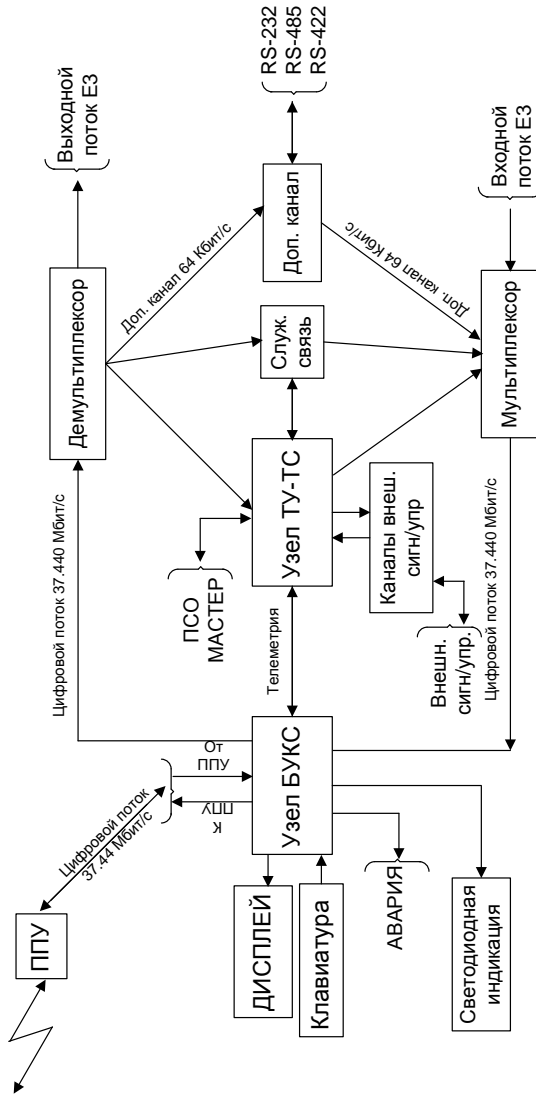 ППУ
Цифровой поток
37.44 Мбит/с
К
ППУ
От
ППУ
Цифровой поток 37.440 Мбит/с
Демультиплексор
Выходной
поток Е3
ДИСПЛЕЙ
Клавиатура
Узел БУКС
Телеметрия
ПСО
МАСТЕР
Узел ТУ-ТС
Служ.
связь
Доп. канал 64 Кбит/с
Доп. канал
RS-232
RS-485
RS-422
Доп. канал 64 Кбит/с
АВАРИЯ
Светодиодная
индикация
Каналы внеш.
сигн/упр
Внешн.
сигн/упр.
Цифровой поток 37.440 Мбит/с
Мультиплексор
Входной
поток Е3